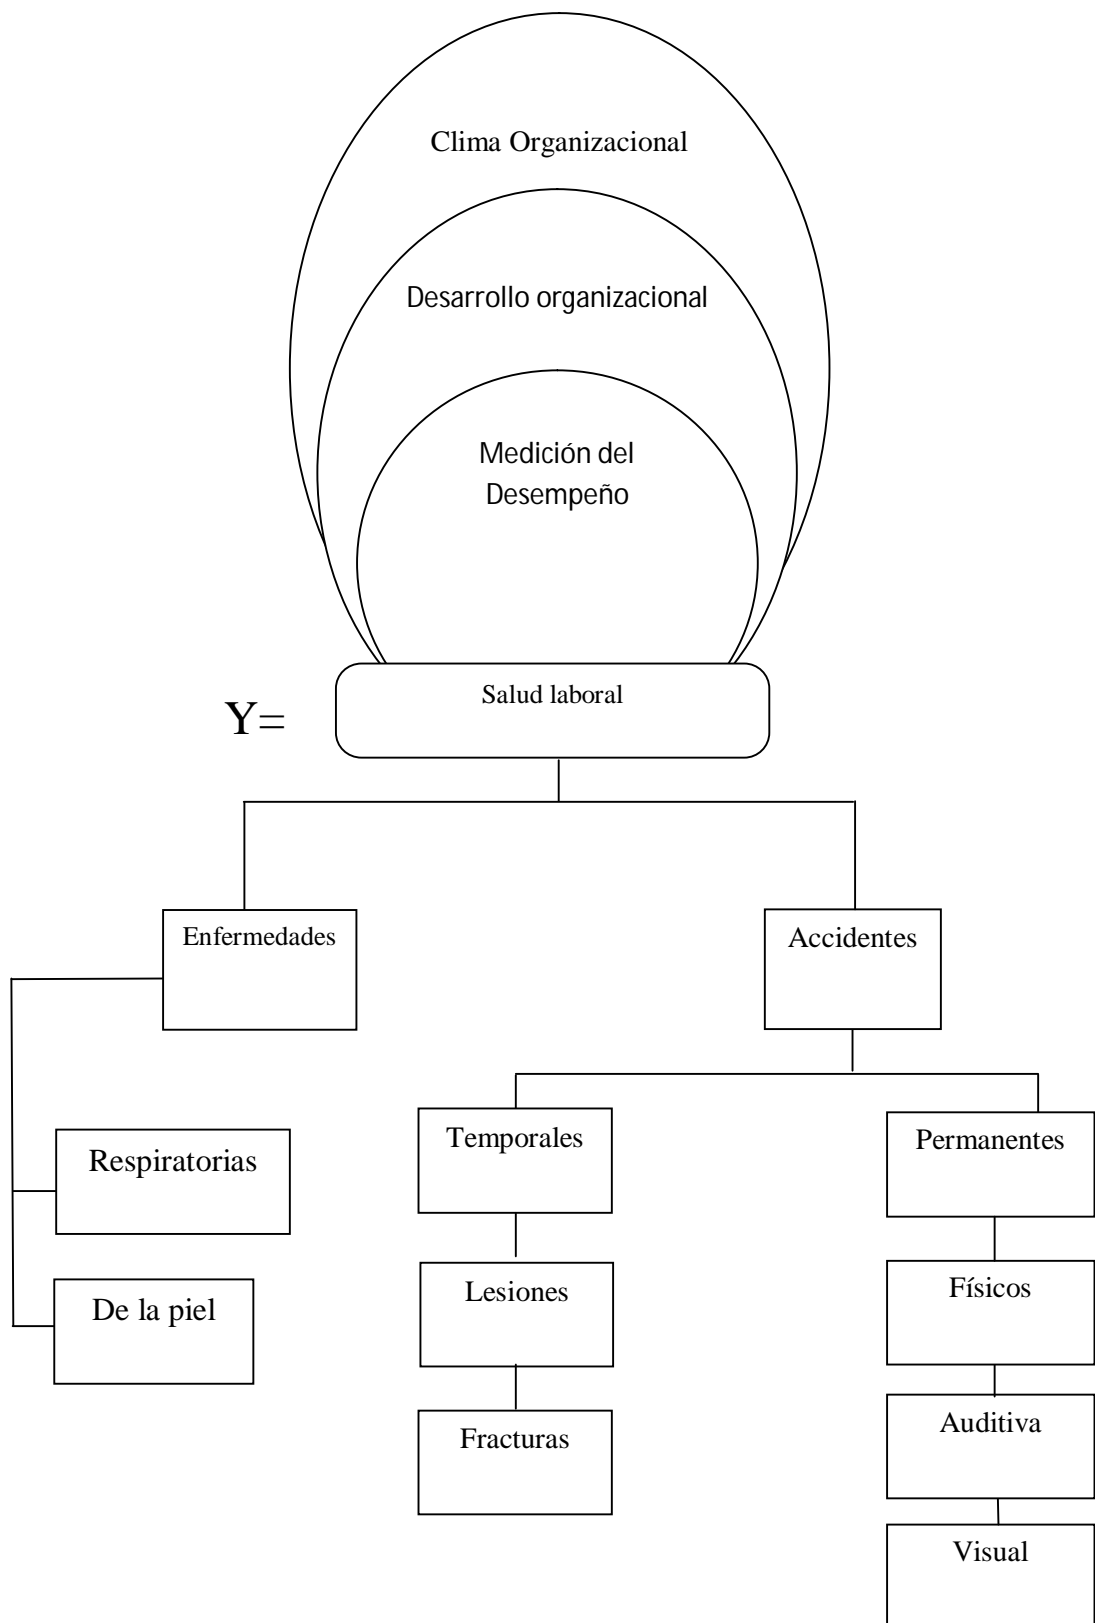 Clima Organizacional
Desarrollo organizacional
Medición del
Desempeño
Salud laboral
Y=
Enfermedades
Accidentes
Temporales
Permanentes
Respiratorias
Lesiones
Físicos
De la piel
Auditiva
Fracturas
Visual